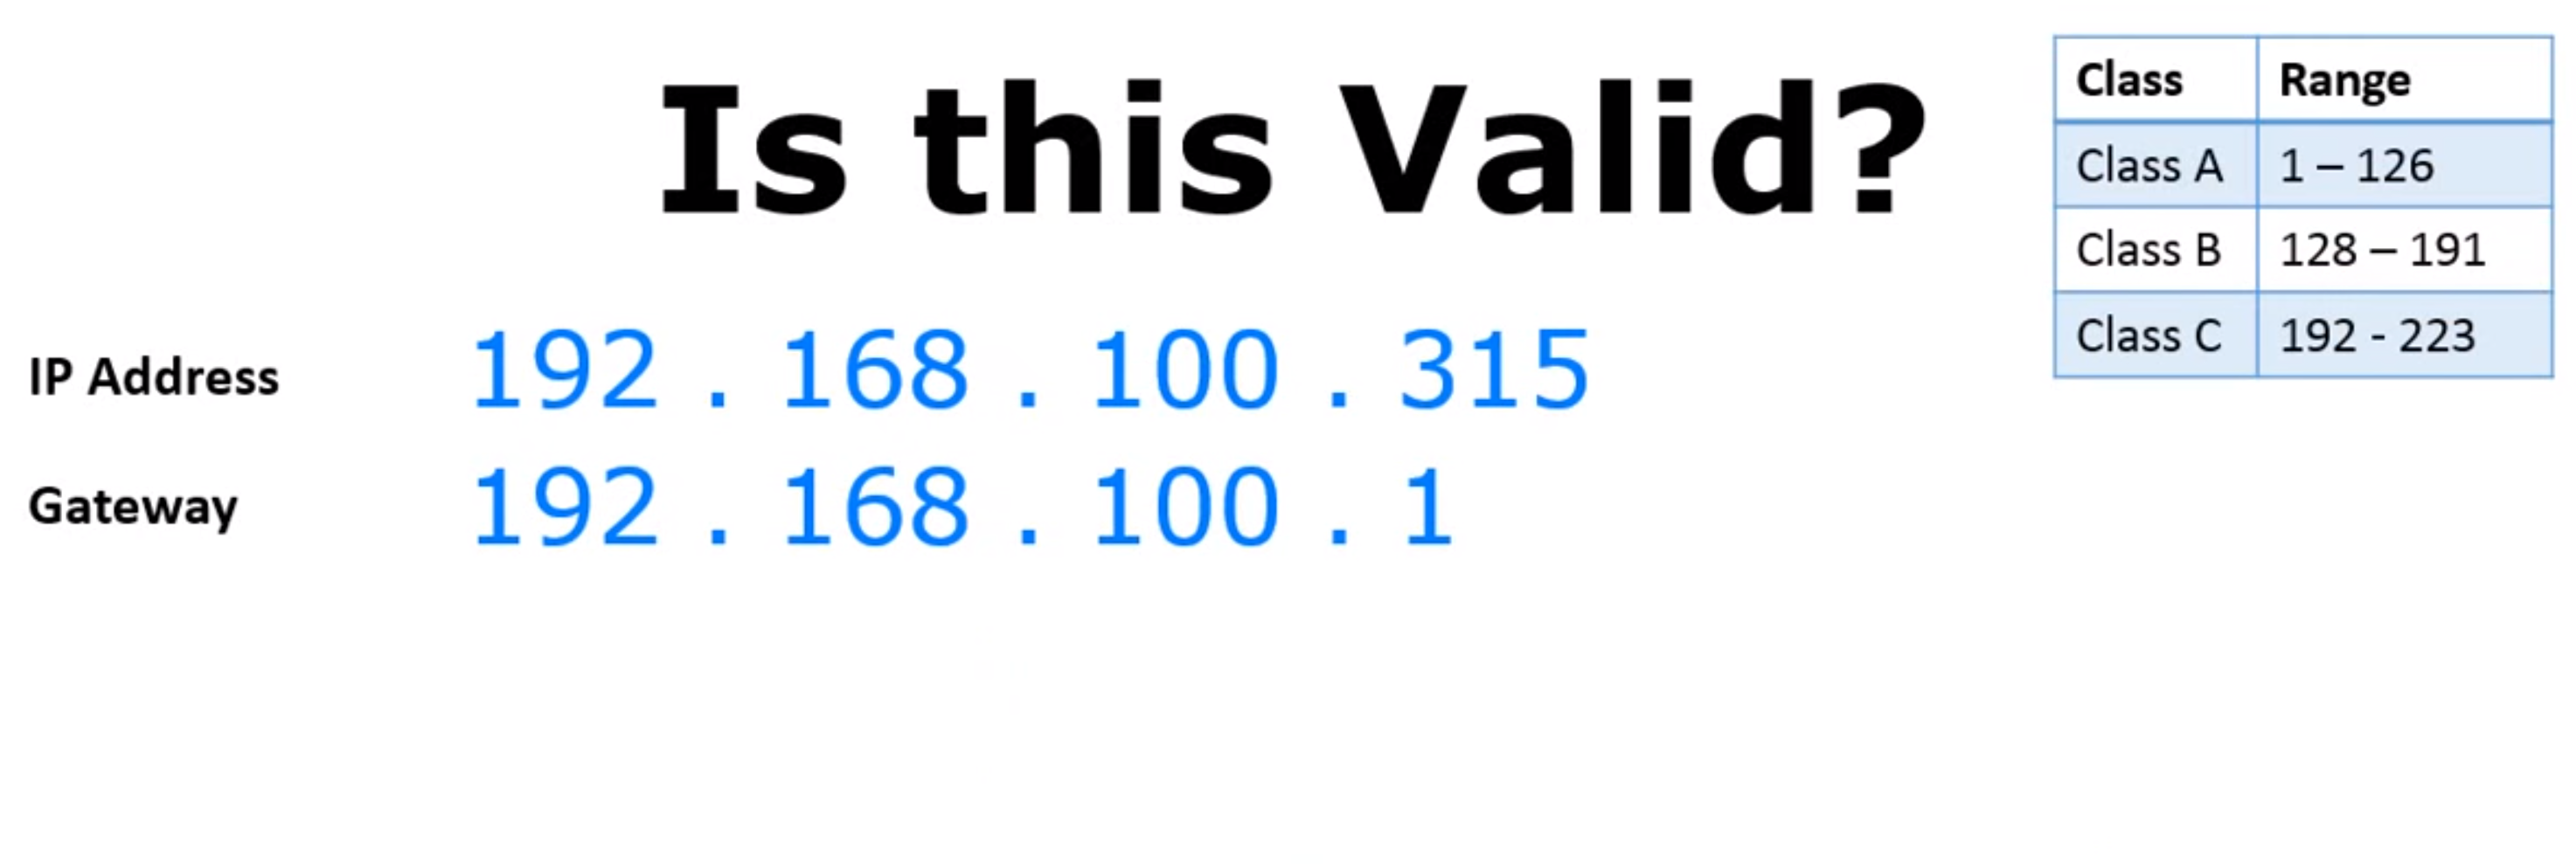 Is this Valid?
Class Range
Class A 1 – 126
Class B 128 – 191
Class C 192 - 223
IP Address 192 . 168 . 100 . 315
Gateway 192 . 168 . 100 . 1